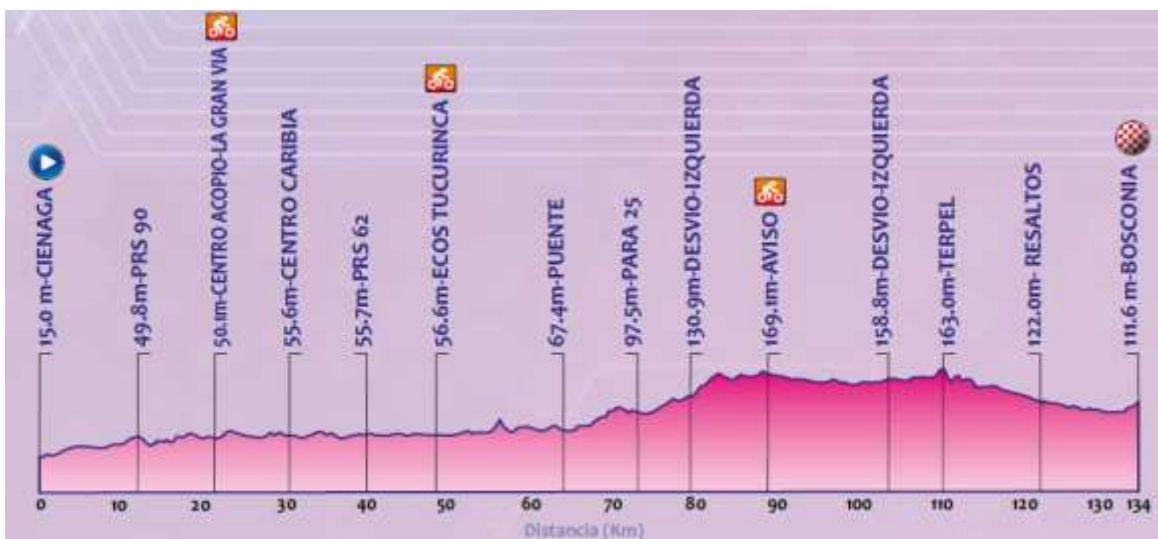 15.0 m-CIENAGA
49.8m-PRS 90
50.1m-CENTRO ACOPIO-LA GRAN VIA
55.6m-CENTRO CARIBIA
55.7m-PRS 62
56.6m-ECOS TUCURINCA
67.4m-PUENTE
97.5m-PARA 25
130.9m-DESVIO-IZQUIERDA
169.1m-AVISO
158.8m-DESVIO-IZQUIERDA
163.0m-TERPEL
122.0m- RESALTOS
111.6 m-BOSCONIA
0 10 20 30 40 50 60 70 80 90 100 110 120 130 134
Distancia (Km)